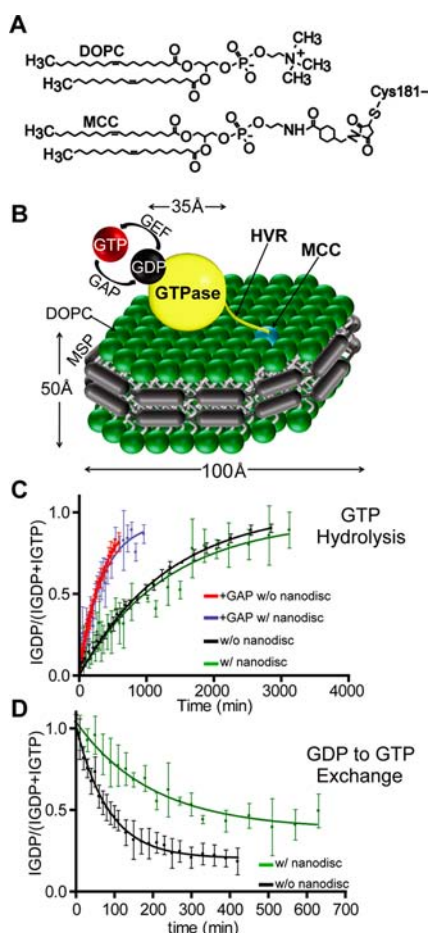 A
DOPC
H3C
H3C
O
O
O
O
O
P
O
O-
N+
CH3
CH3
CH3
MCC
H3C
H3C
O
O
O
O
O
P
O
O-
NH
O
N
O
O
S
Cys181–
B
35Å
GTP
GEF
GDP
GAP
GTPase
HVR
MCC
DOPC
MSP
50Å
100Å
C
GTP
Hydrolysis
IGDP/(IGDP+IGTP)
1.0
0.5
0.0
+GAP w/o nanodisc
+GAP w/ nanodisc
w/o nanodisc
w/ nanodisc
0 1000 2000 3000 4000
Time (min)
D
GDP to GTP
Exchange
IGDP/(IGDP+IGTP)
1.0
0.5
0.0
w/ nanodisc
w/o nanodisc
0 100 200 300 400 500 600 700
time (min)